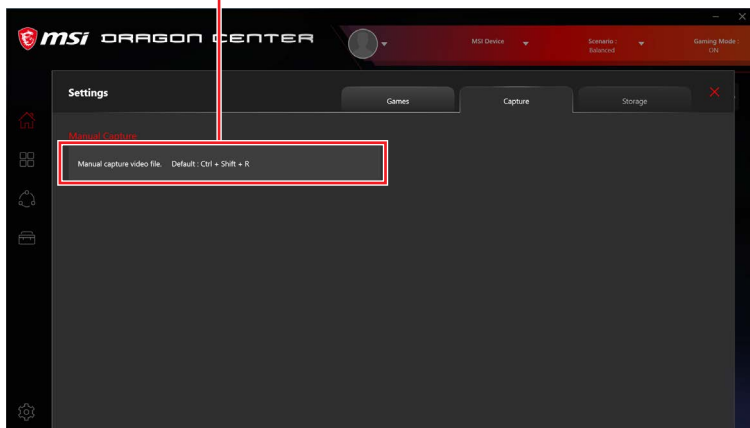 msi DRAGON CENTER
MSI Device
Scenario :
Balanced
Gaming Mode :
ON
Settings
Games
Capture
Storage
Manual Capture
Manual capture video file. Default : Ctrl + Shift + R